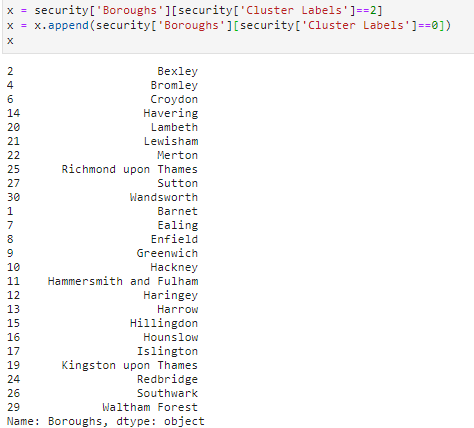 x = security['Boroughs'][security['Cluster Labels']==2]
x = x.append(security['Boroughs'][security['Cluster Labels']==0])
x
2 Bexley
4 Bromley
6 Croydon
14 Havering
20 Lambeth
21 Lewisham
22 Merton
25 Richmond upon Thames
27 Sutton
30 Wandsworth
1 Barnet
7 Ealing
8 Enfield
9 Greenwich
10 Hackney
11 Hammersmith and Fulham
12 Haringey
13 Harrow
15 Hillingdon
16 Hounslow
17 Islington
19 Kingston upon Thames
24 Redbridge
26 Southwark
29 Waltham Forest
Name: Boroughs, dtype: object